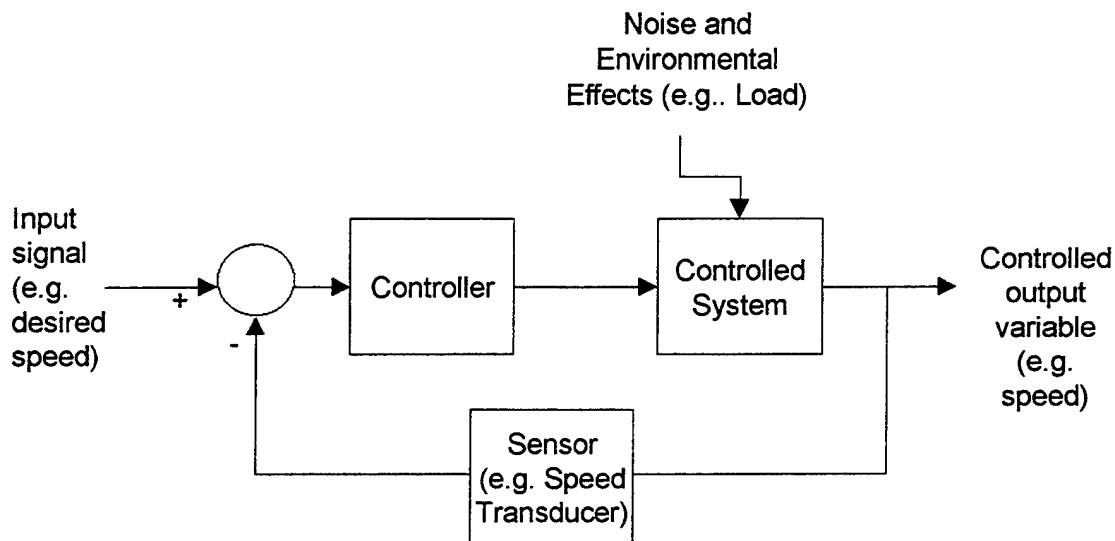 Noise and
Environmental
Effects (e.g.. Load)
Input
signal
(e.g.
desired
speed)
+
-
Controller
Controlled
System
Controlled
output
variable
(e.g.
speed)
Sensor
(e.g. Speed
Transducer)